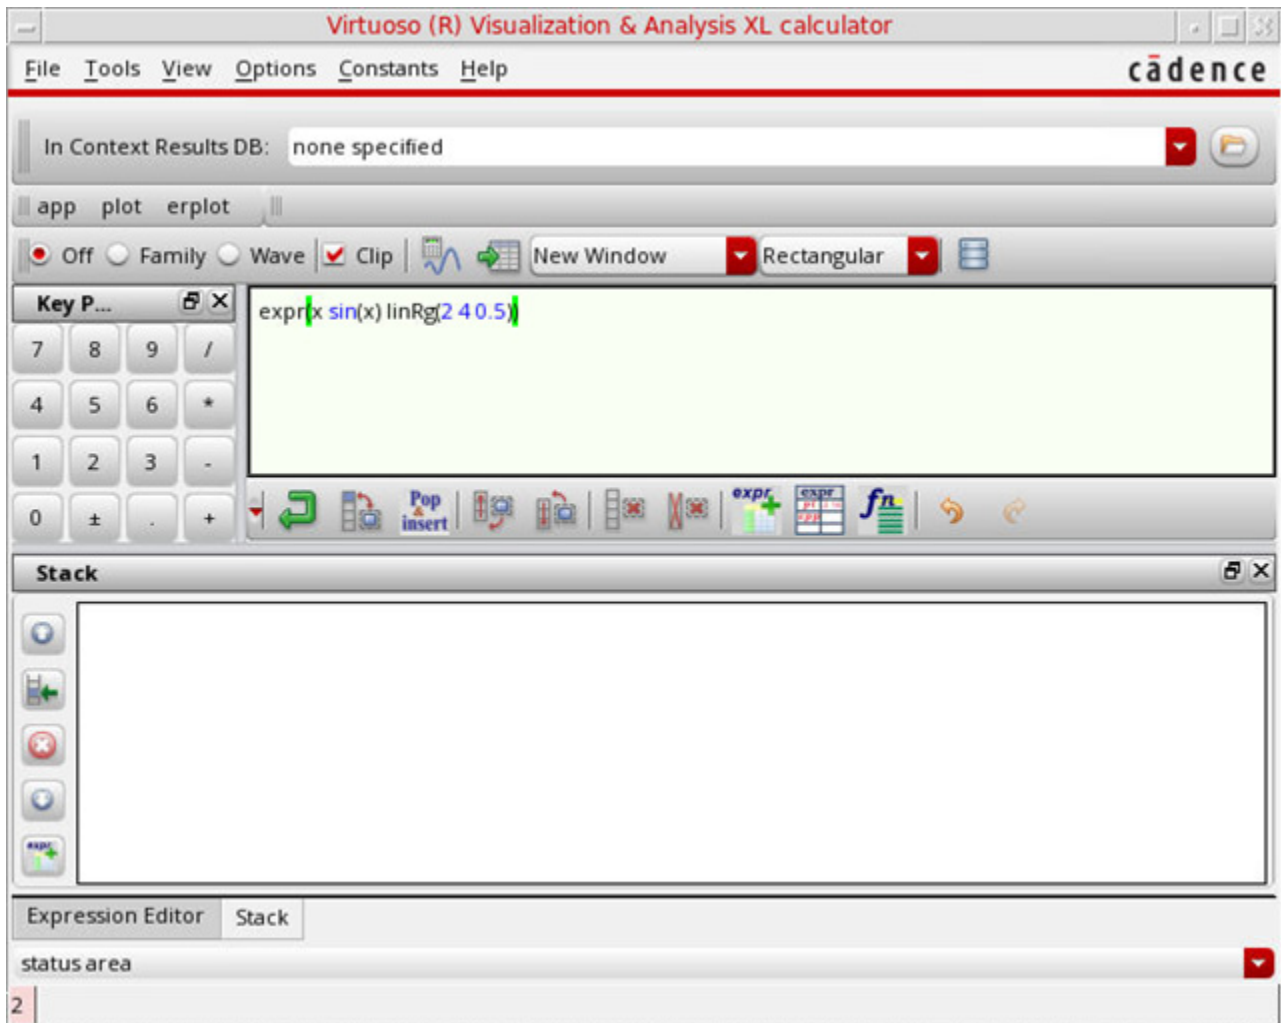 Virtuoso (R) Visualization & Analysis XL calculator
File Tools View Options Constants Help cādence
In Context Results DB: none specified
app plot erplot
Off Family Wave Clip New Window Rectangular
Key P...
expr(x sin(x) linRg(2 4 0.5))
7 8 9 /
4 5 6 *
1 2 3 -
0 ± . +
Pop & insert expr expr fn
Stack
expr
Expression Editor Stack
status area
2